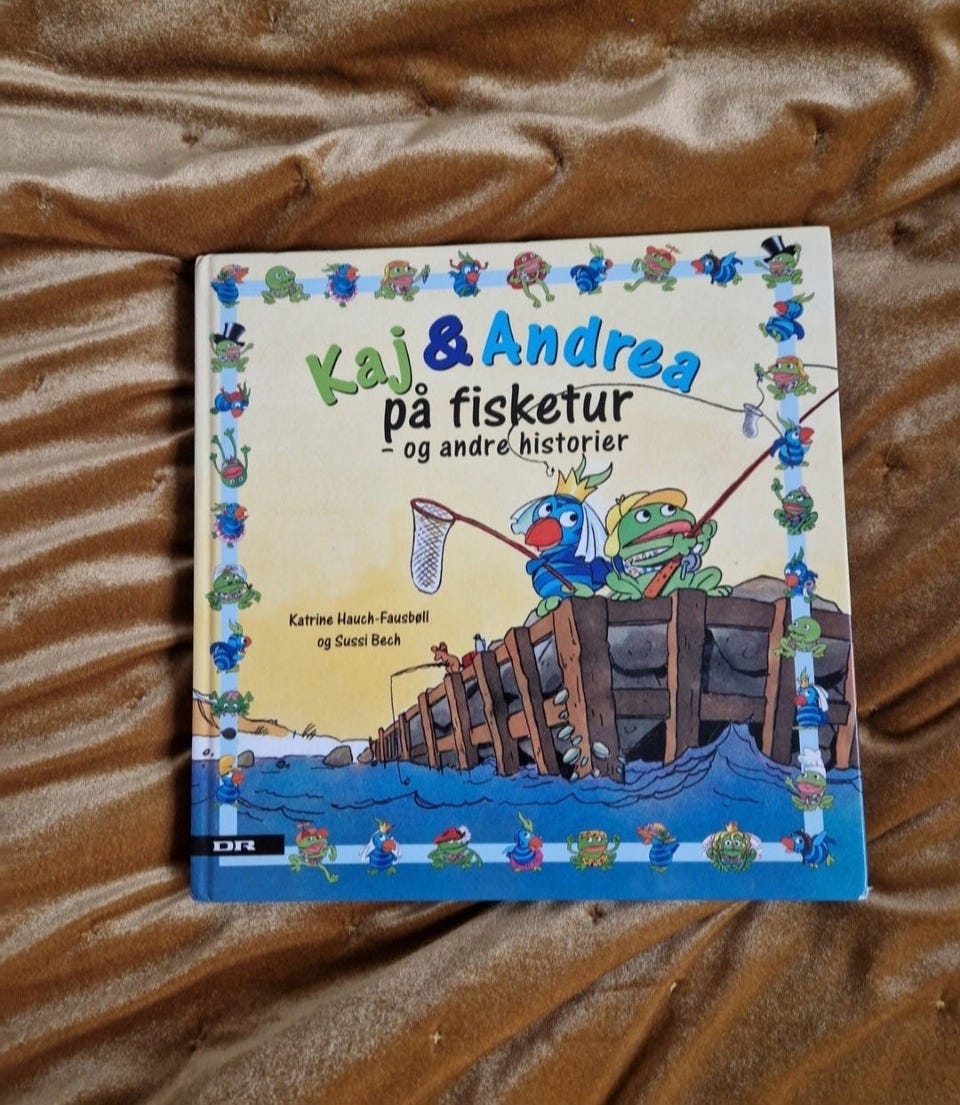 Kaj & Andrea
på fisketur
- og andre historier
Katrine Hauch-Fausbøll
og Sussi Bech
DR